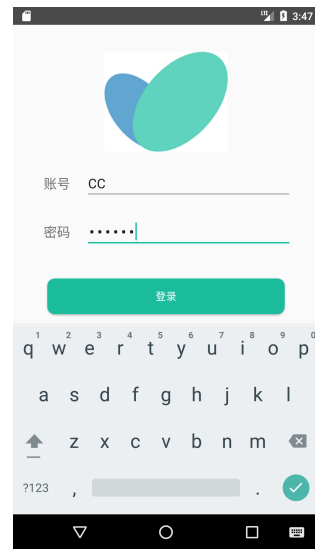 LTE 3:47
账号 CC
密码 ••••••
登录
1 2 3 4 5 6 7 8 9 0
q w e r t y u i o p
a s d f g h j k l
z x c v b n m
?123 , .